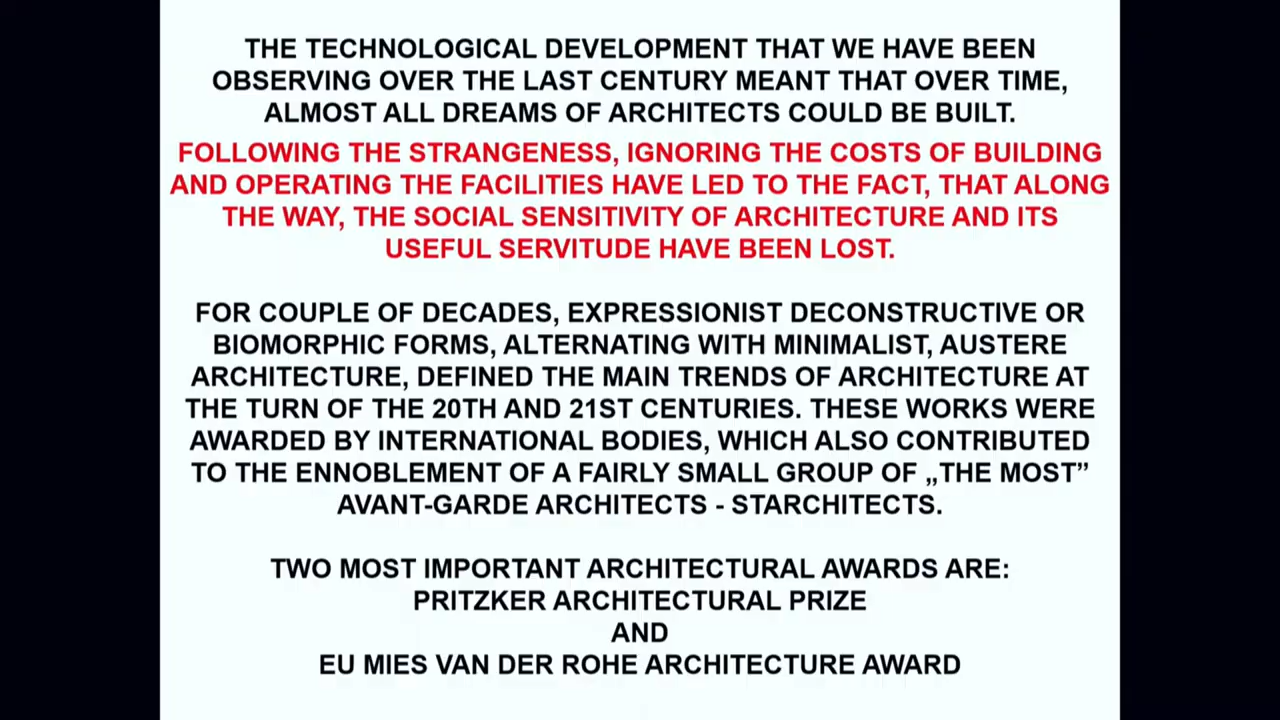 THE TECHNOLOGICAL DEVELOPMENT THAT WE HAVE BEEN
OBSERVING OVER THE LAST CENTURY MEANT THAT OVER TIME,
ALMOST ALL DREAMS OF ARCHITECTS COULD BE BUILT.
FOLLOWING THE STRANGENESS, IGNORING THE COSTS OF BUILDING
AND OPERATING THE FACILITIES HAVE LED TO THE FACT, THAT ALONG
THE WAY, THE SOCIAL SENSITIVITY OF ARCHITECTURE AND ITS
USEFUL SERVITUDE HAVE BEEN LOST.
FOR COUPLE OF DECADES, EXPRESSIONIST DECONSTRUCTIVE OR
BIOMORPHIC FORMS, ALTERNATING WITH MINIMALIST, AUSTERE
ARCHITECTURE, DEFINED THE MAIN TRENDS OF ARCHITECTURE AT
THE TURN OF THE 20TH AND 21ST CENTURIES. THESE WORKS WERE
AWARDED BY INTERNATIONAL BODIES, WHICH ALSO CONTRIBUTED
TO THE ENNOBLEMENT OF A FAIRLY SMALL GROUP OF „THE MOST”
AVANT-GARDE ARCHITECTS - STARCHITECTS.
TWO MOST IMPORTANT ARCHITECTURAL AWARDS ARE:
PRITZKER ARCHITECTURAL PRIZE
AND
EU MIES VAN DER ROHE ARCHITECTURE AWARD